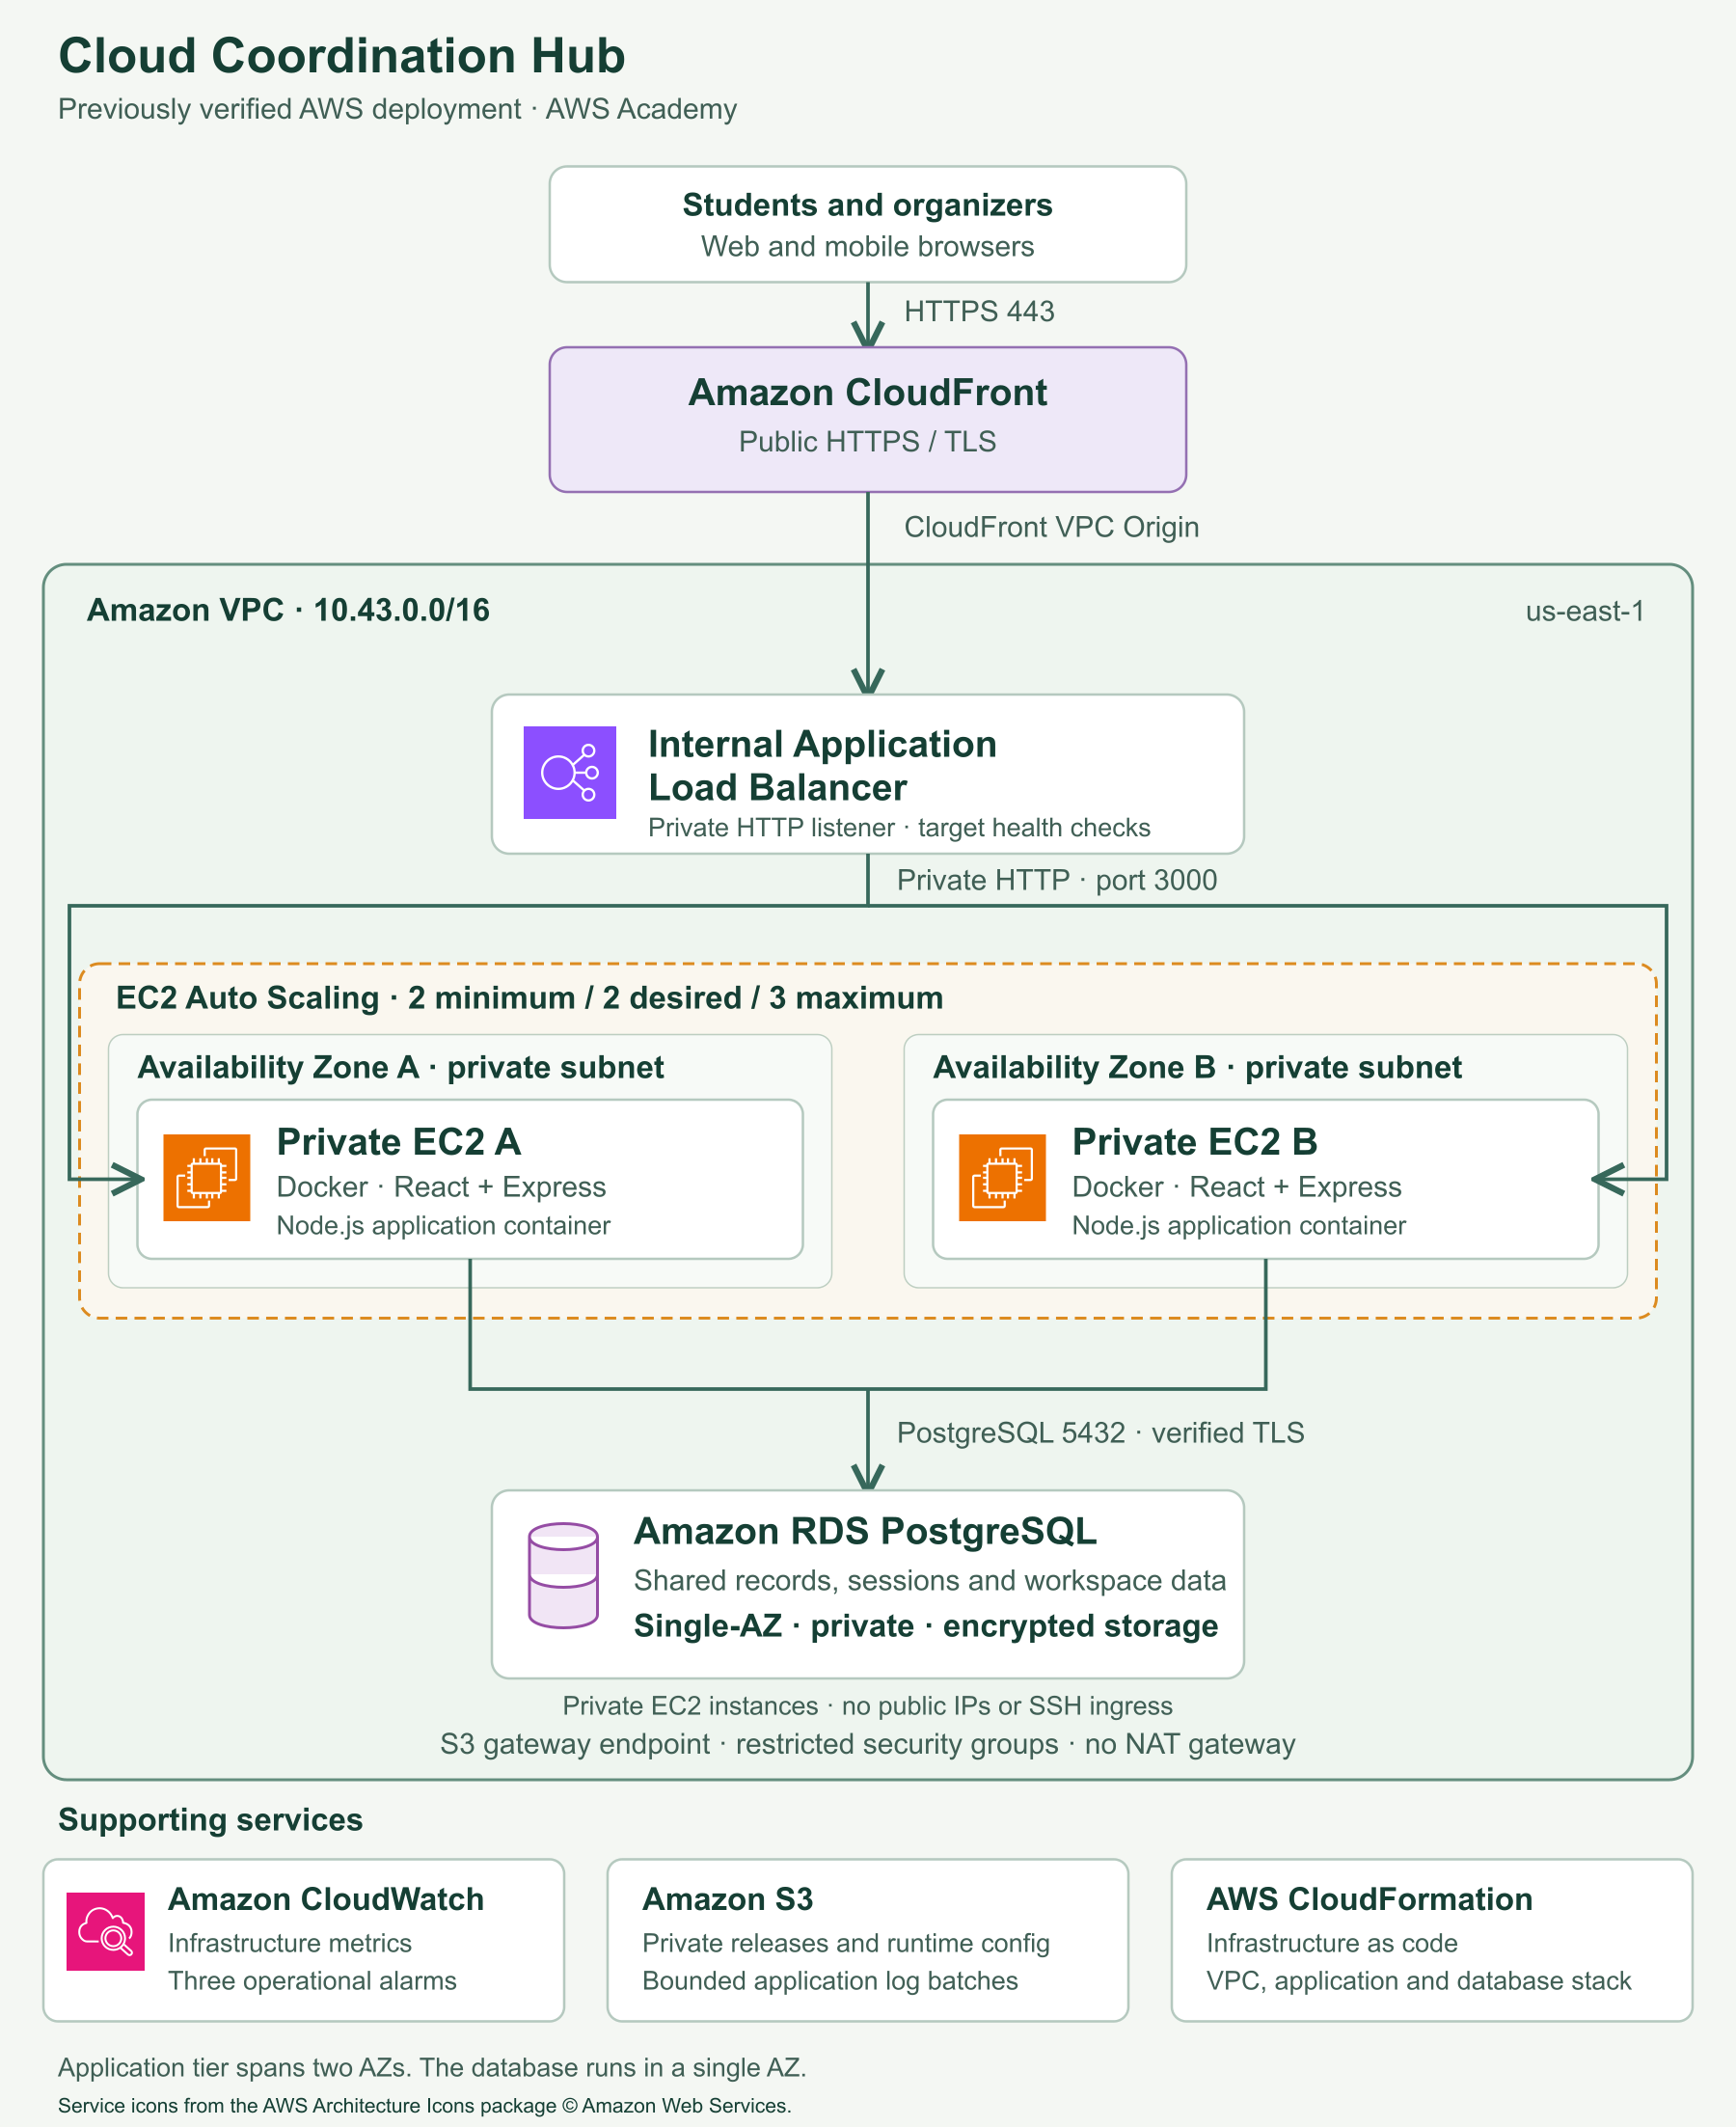 Cloud Coordination Hub
Previously verified AWS deployment · AWS Academy
Students and organizers
Web and mobile browsers
HTTPS 443
Amazon CloudFront
Public HTTPS / TLS
CloudFront VPC Origin
Amazon VPC · 10.43.0.0/16
us-east-1
Internal Application
Load Balancer
Private HTTP listener · target health checks
Private HTTP · port 3000
EC2 Auto Scaling · 2 minimum / 2 desired / 3 maximum
Availability Zone A · private subnet
Private EC2 A
Docker · React + Express
Node.js application container
Availability Zone B · private subnet
Private EC2 B
Docker · React + Express
Node.js application container
PostgreSQL 5432 · verified TLS
Amazon RDS PostgreSQL
Shared records, sessions and workspace data
Single-AZ · private · encrypted storage
Private EC2 instances · no public IPs or SSH ingress
S3 gateway endpoint · restricted security groups · no NAT gateway
Supporting services
Amazon CloudWatch
Infrastructure metrics
Three operational alarms
Amazon S3
Private releases and runtime config
Bounded application log batches
AWS CloudFormation
Infrastructure as code
VPC, application and database stack
Application tier spans two AZs. The database runs in a single AZ.
Service icons from the AWS Architecture Icons package © Amazon Web Services.